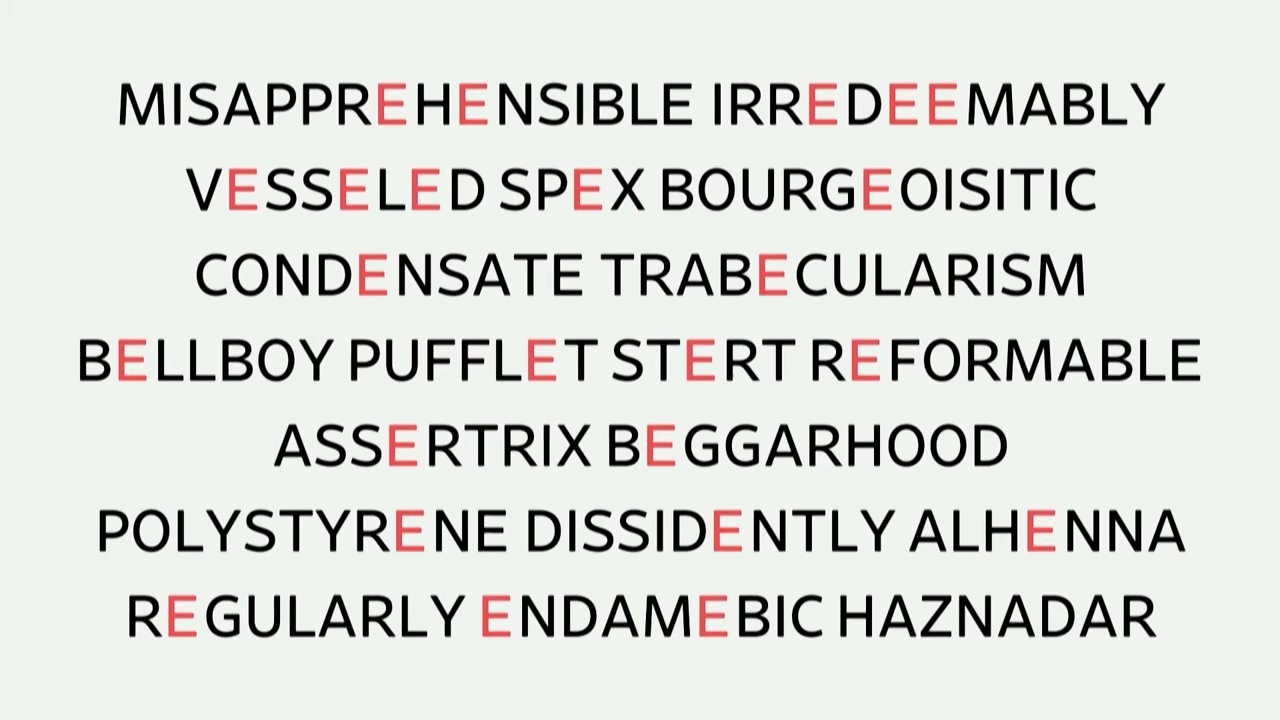 MISAPPREHENSIBLE IRREDEEMABLY
VESSELED SPEX BOURGEOISITIC
CONDENSATE TRABECULARISM
BELLBOY PUFFLET STERT REFORMABLE
ASSERTRIX BEGGARHOOD
POLYSTYRENE DISSIDENTLY ALHENNA
REGULARLY ENDAMEBIC HAZNADAR